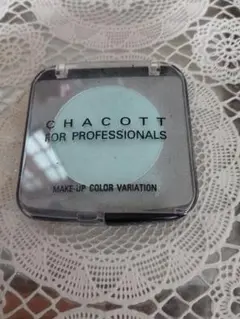 CHACOTT
FOR PROFESSIONALS
MAKE-UP COLOR VARIATION